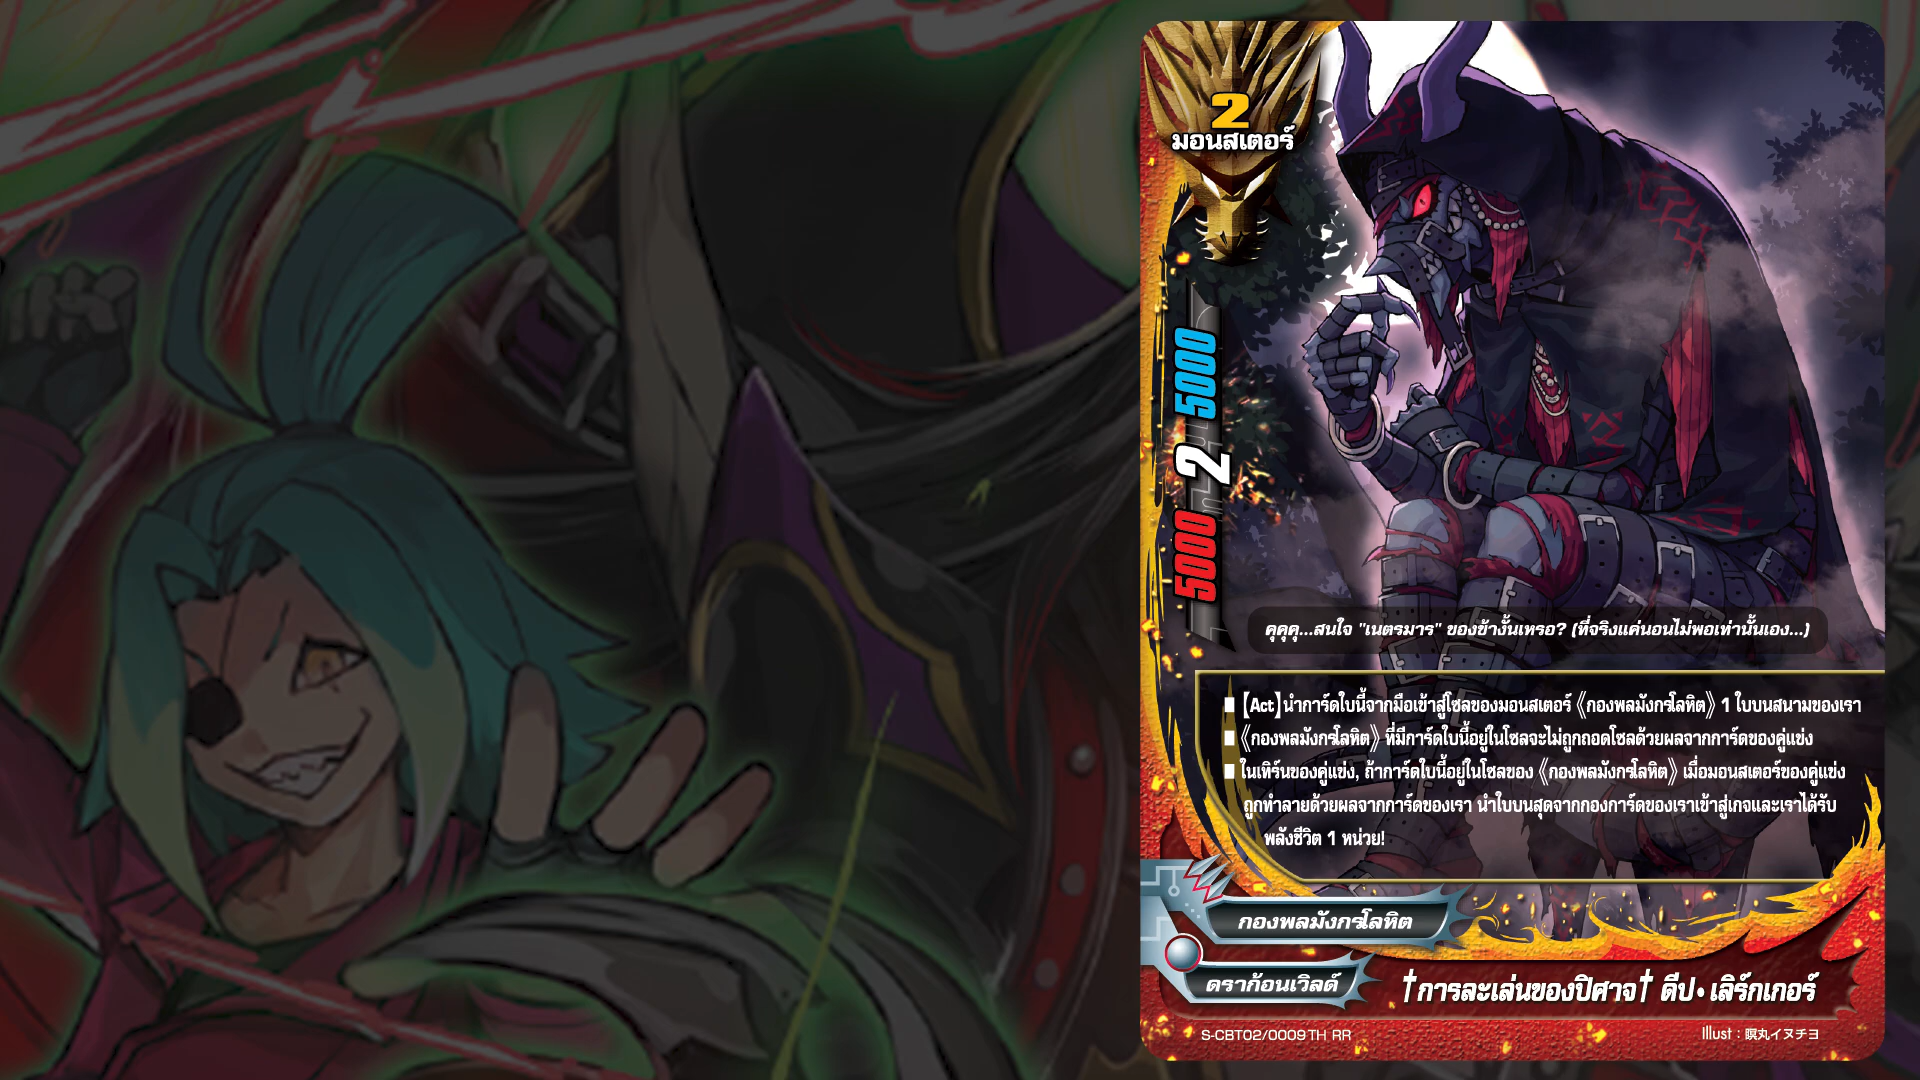 2
มอนสเตอร์
5000 2 5000
คุคุคุ...สนใจ "เนตรมาร" ของข้างั้นเหรอ? (ที่จริงแค่นอนไม่พอเท่านั้นเอง...)
■【Act】นำการ์ดใบนี้จากมือเข้าสู่โซลของมอนสเตอร์《กองพลมังกรโลหิต》1 ใบบนสนามของเรา
■《กองพลมังกรโลหิต》ที่มีการ์ดใบนี้อยู่ในโซลจะไม่ถูกถอดโซลด้วยผลจากการ์ดของคู่แข่ง
■ ในเทิร์นของคู่แข่ง, ถ้าการ์ดใบนี้อยู่ในโซลของ《กองพลมังกรโลหิต》เมื่อมอนสเตอร์ของคู่แข่ง
ถูกทำลายด้วยผลจากการ์ดของเรา นำใบบนสุดจากกองการ์ดของเราเข้าสู่เกจและเราได้รับ
พลังชีวิต 1 หน่วย!
กองพลมังกรโลหิต
ดราก้อนเวิลด์
†การละเล่นของปิศาจ† ดีป•เลิร์กเกอร์
S-CBT02/0009TH RR
Illust : 瞑丸イヌチヨ